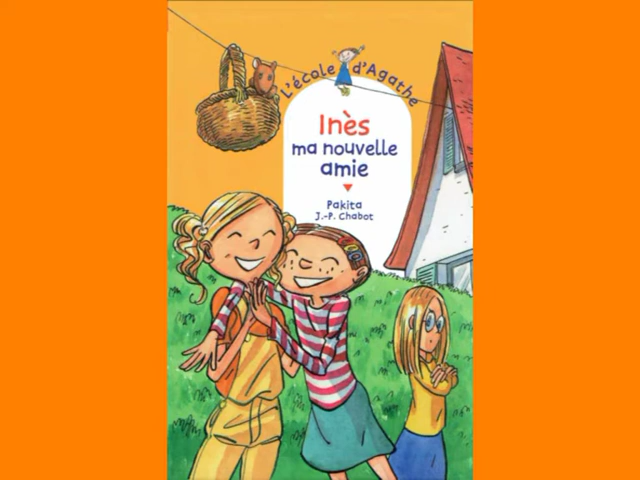 L'école d'Agathe
Inès
ma nouvelle
amie
Pakita
J.-P. Chabot